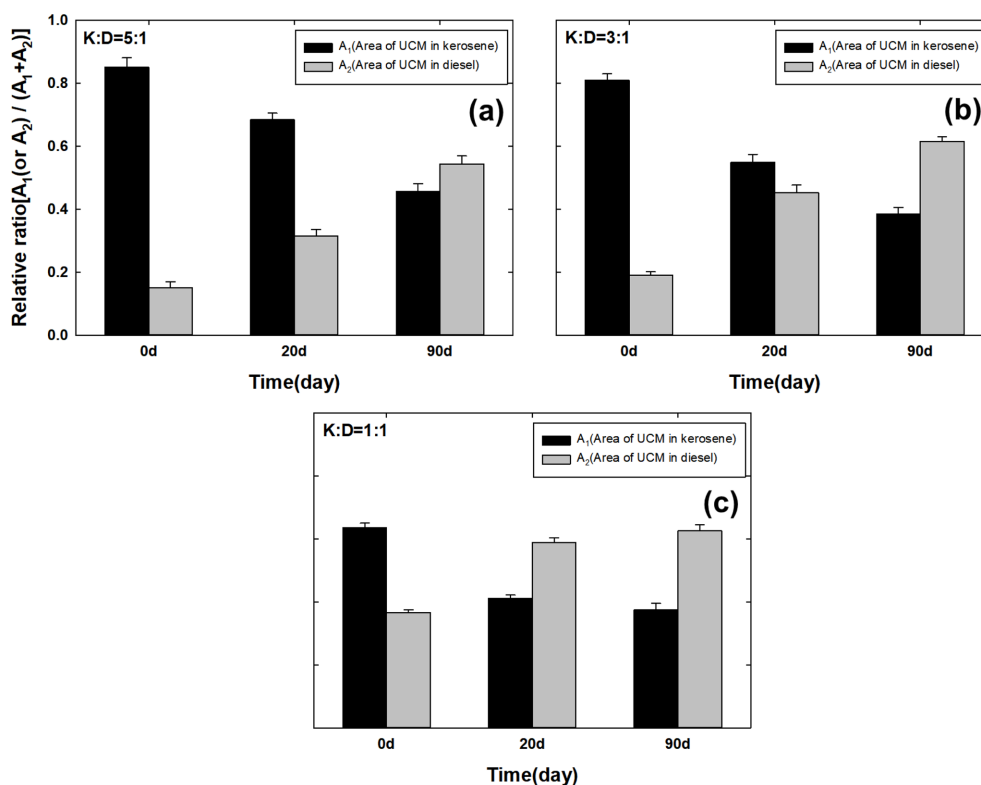 K:D=5:1
A₁(Area of UCM in kerosene)
A₂(Area of UCM in diesel)
(a)
Relative ratio[A₁(or A₂) / (A₁+A₂)]
1.0
0.8
0.6
0.4
0.2
0.0
0d 20d 90d
Time(day)
K:D=3:1
A₁(Area of UCM in kerosene)
A₂(Area of UCM in diesel)
(b)
0d 20d 90d
Time(day)
K:D=1:1
A₁(Area of UCM in kerosene)
A₂(Area of UCM in diesel)
(c)
0d 20d 90d
Time(day)